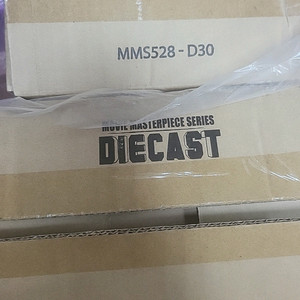 MMS528 - D30
MOVIE MASTERPIECE SERIES
DIECAST